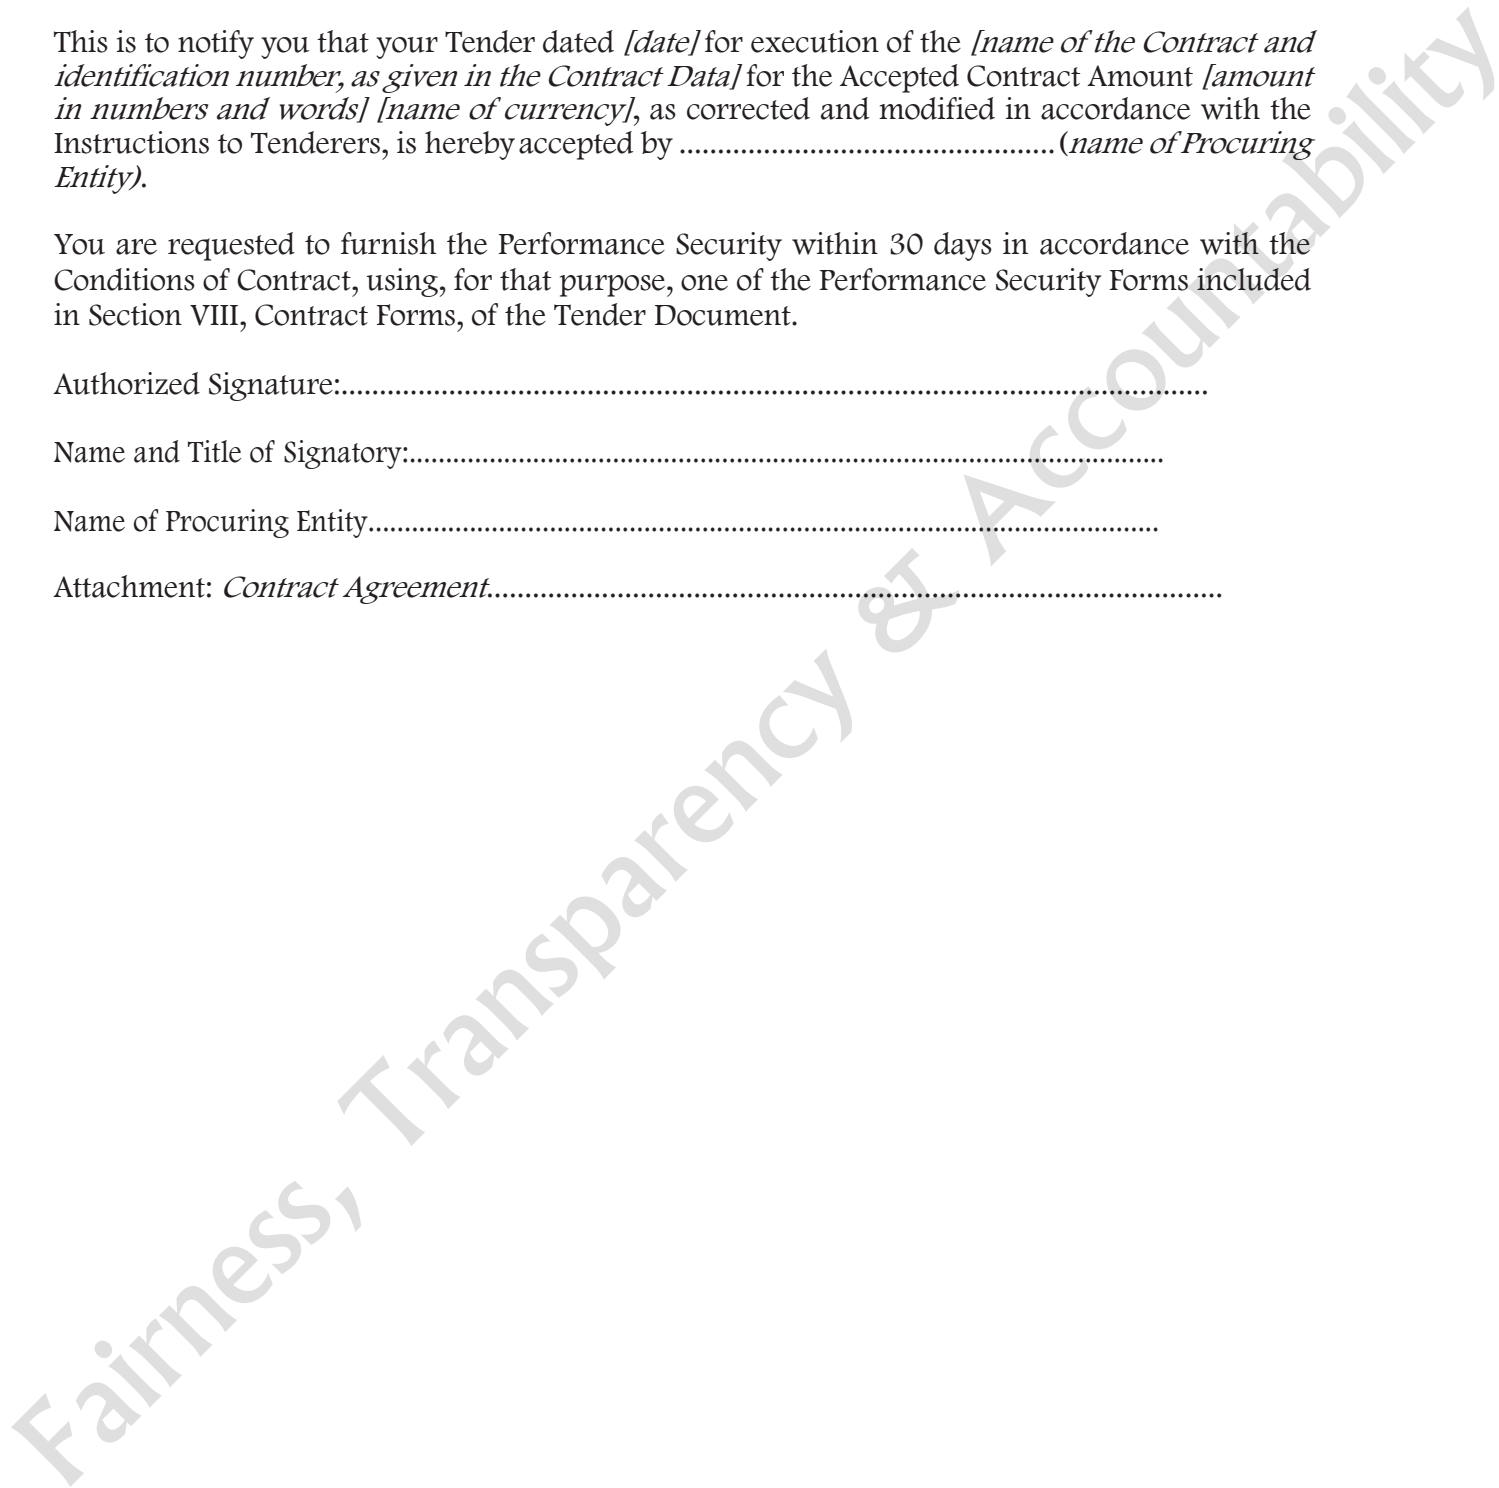 This is to notify you that your Tender dated [date] for execution of the [name of the Contract and
identification number, as given in the Contract Data] for the Accepted Contract Amount [amount
in numbers and words] [name of currency], as corrected and modified in accordance with the
Instructions to Tenderers, is hereby accepted by ................................................. (name of Procuring
Entity).
You are requested to furnish the Performance Security within 30 days in accordance with the
Conditions of Contract, using, for that purpose, one of the Performance Security Forms included
in Section VIII, Contract Forms, of the Tender Document.
Authorized Signature:.................................................................................................................
Name and Title of Signatory:........................................................................................................
Name of Procuring Entity.............................................................................................................
Attachment: Contract Agreement................................................................................................
Fairness, Transparency & Accountability